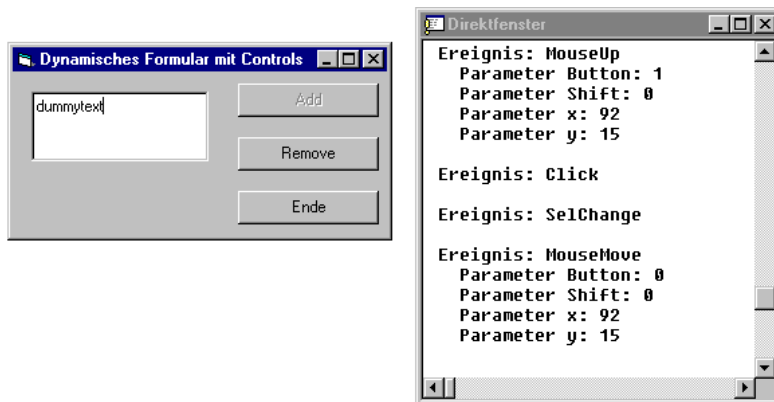 Dynamisches Formular mit Controls
dummytext
Add
Remove
Ende
Direktfenster
Ereignis: MouseUp
Parameter Button: 1
Parameter Shift: 0
Parameter x: 92
Parameter y: 15
Ereignis: Click
Ereignis: SelChange
Ereignis: MouseMove
Parameter Button: 0
Parameter Shift: 0
Parameter x: 92
Parameter y: 15